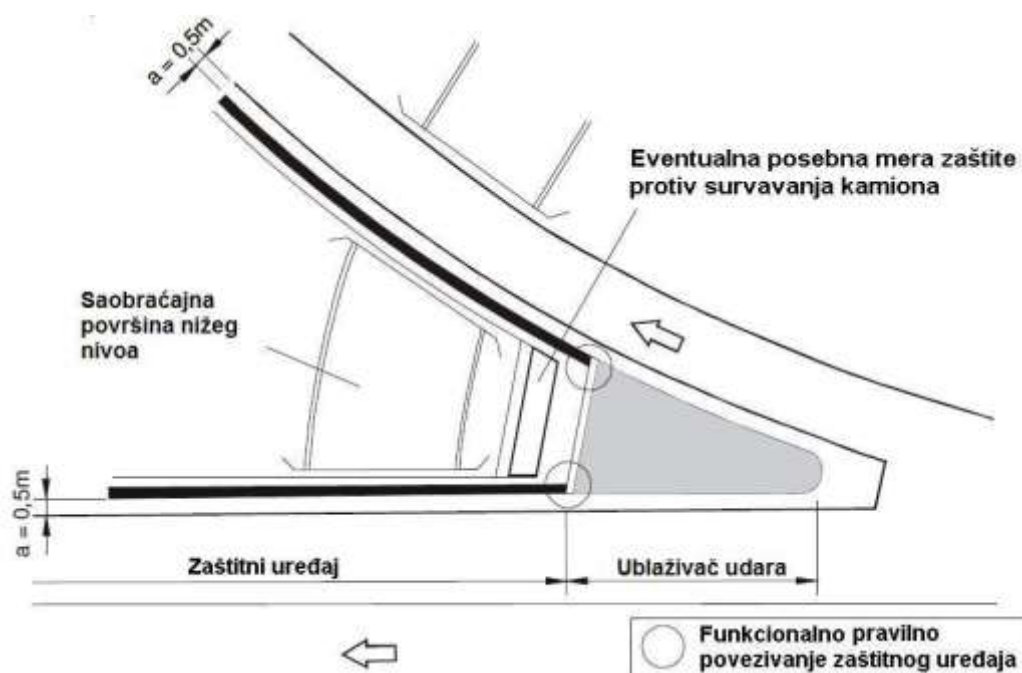 a = 0,5m
Eventualna posebna mera zaštite
protiv survavanja kamiona
Saobraćajna
površina nižeg
nivoa
a = 0,5m
Zaštitni uređaj
Ublaživač udara
Funkcionalno pravilno
povezivanje zaštitnog uređaja